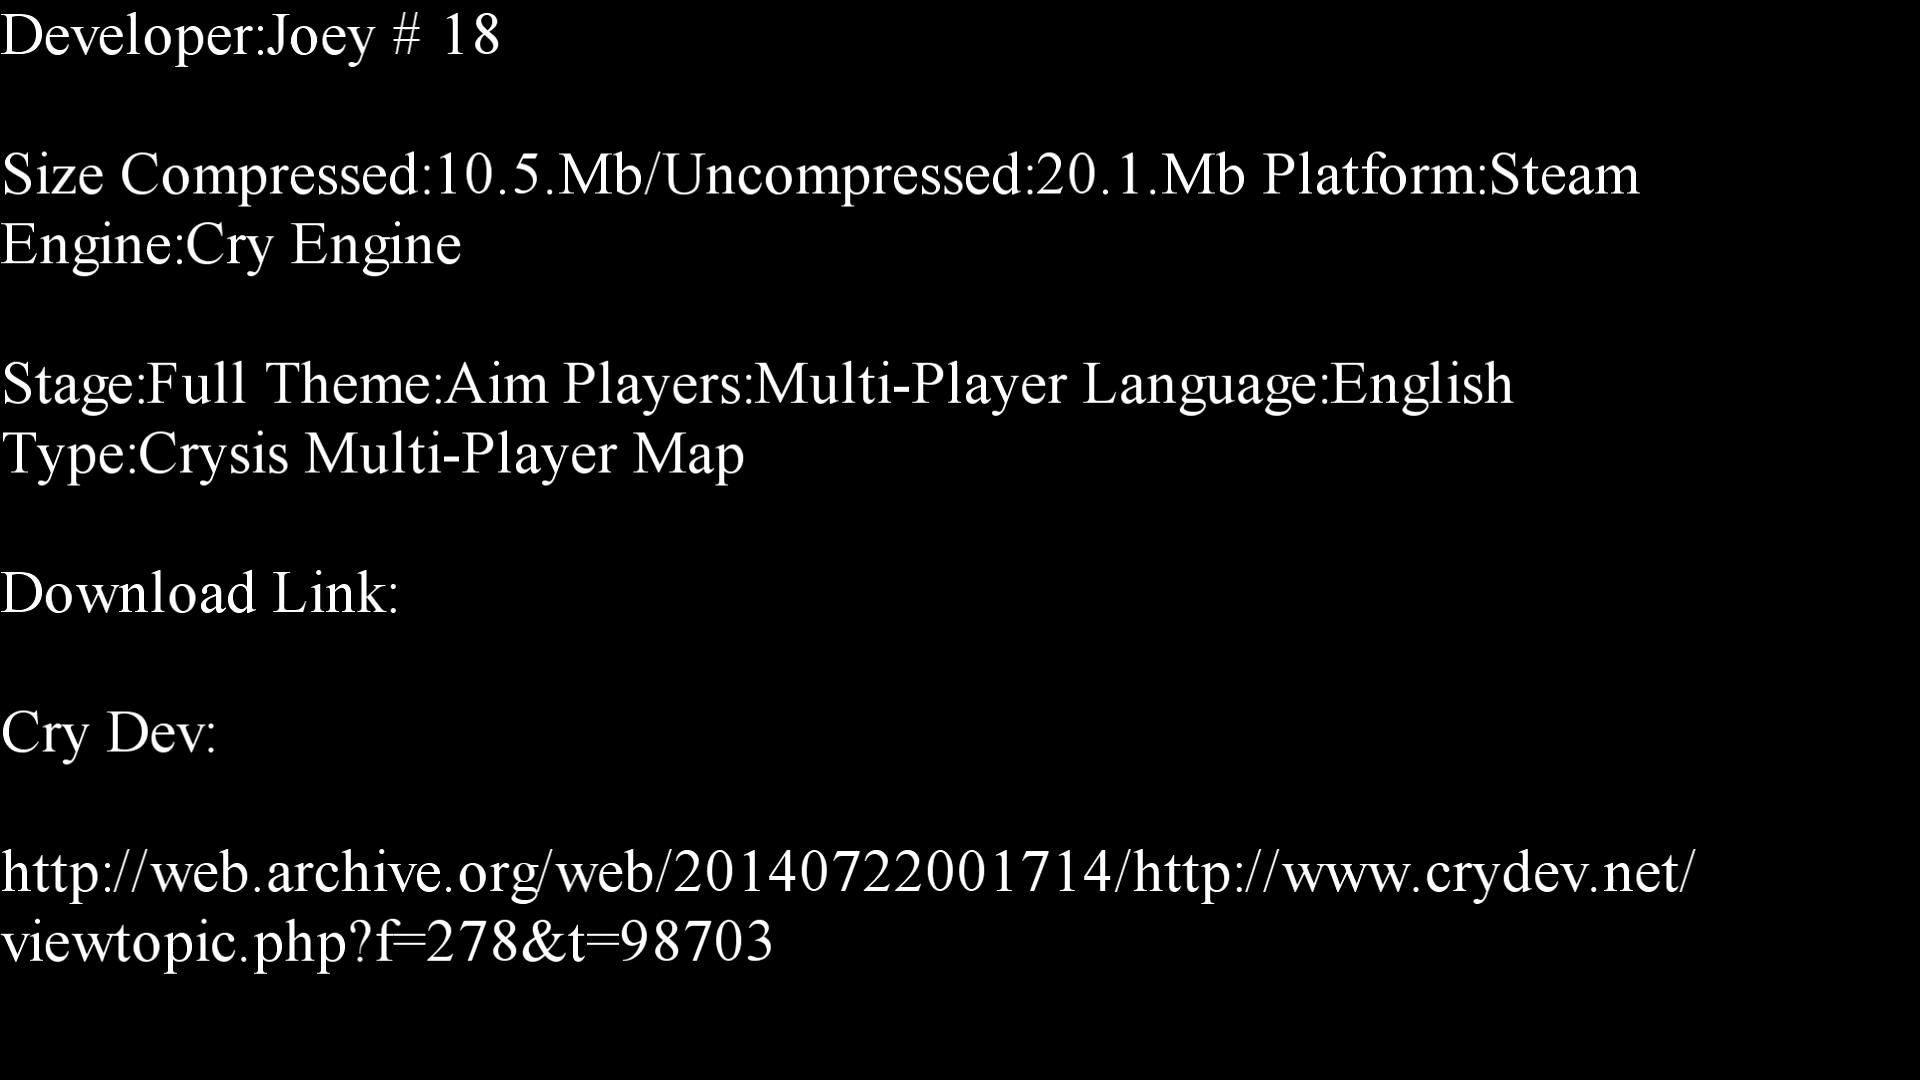 Developer:Joey # 18
Size Compressed:10.5.Mb/Uncompressed:20.1.Mb Platform:Steam
Engine:Cry Engine
Stage:Full Theme:Aim Players:Multi-Player Language:English
Type:Crysis Multi-Player Map
Download Link:
Cry Dev:
http://web.archive.org/web/20140722001714/http://www.crydev.net/
viewtopic.php?f=278&t=98703